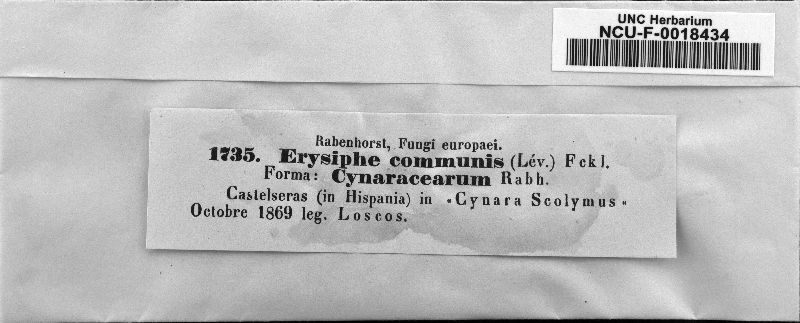 UNC Herbarium
NCU-F-0018434
Rabenhorst, Fungi europaei.
1735. Erysiphe communis (Lév.) Fckl.
Forma: Cynaracearum Rabh.
Castelseras (in Hispania) in «Cynara Scolymus»
Octobre 1869 leg. Loscos.